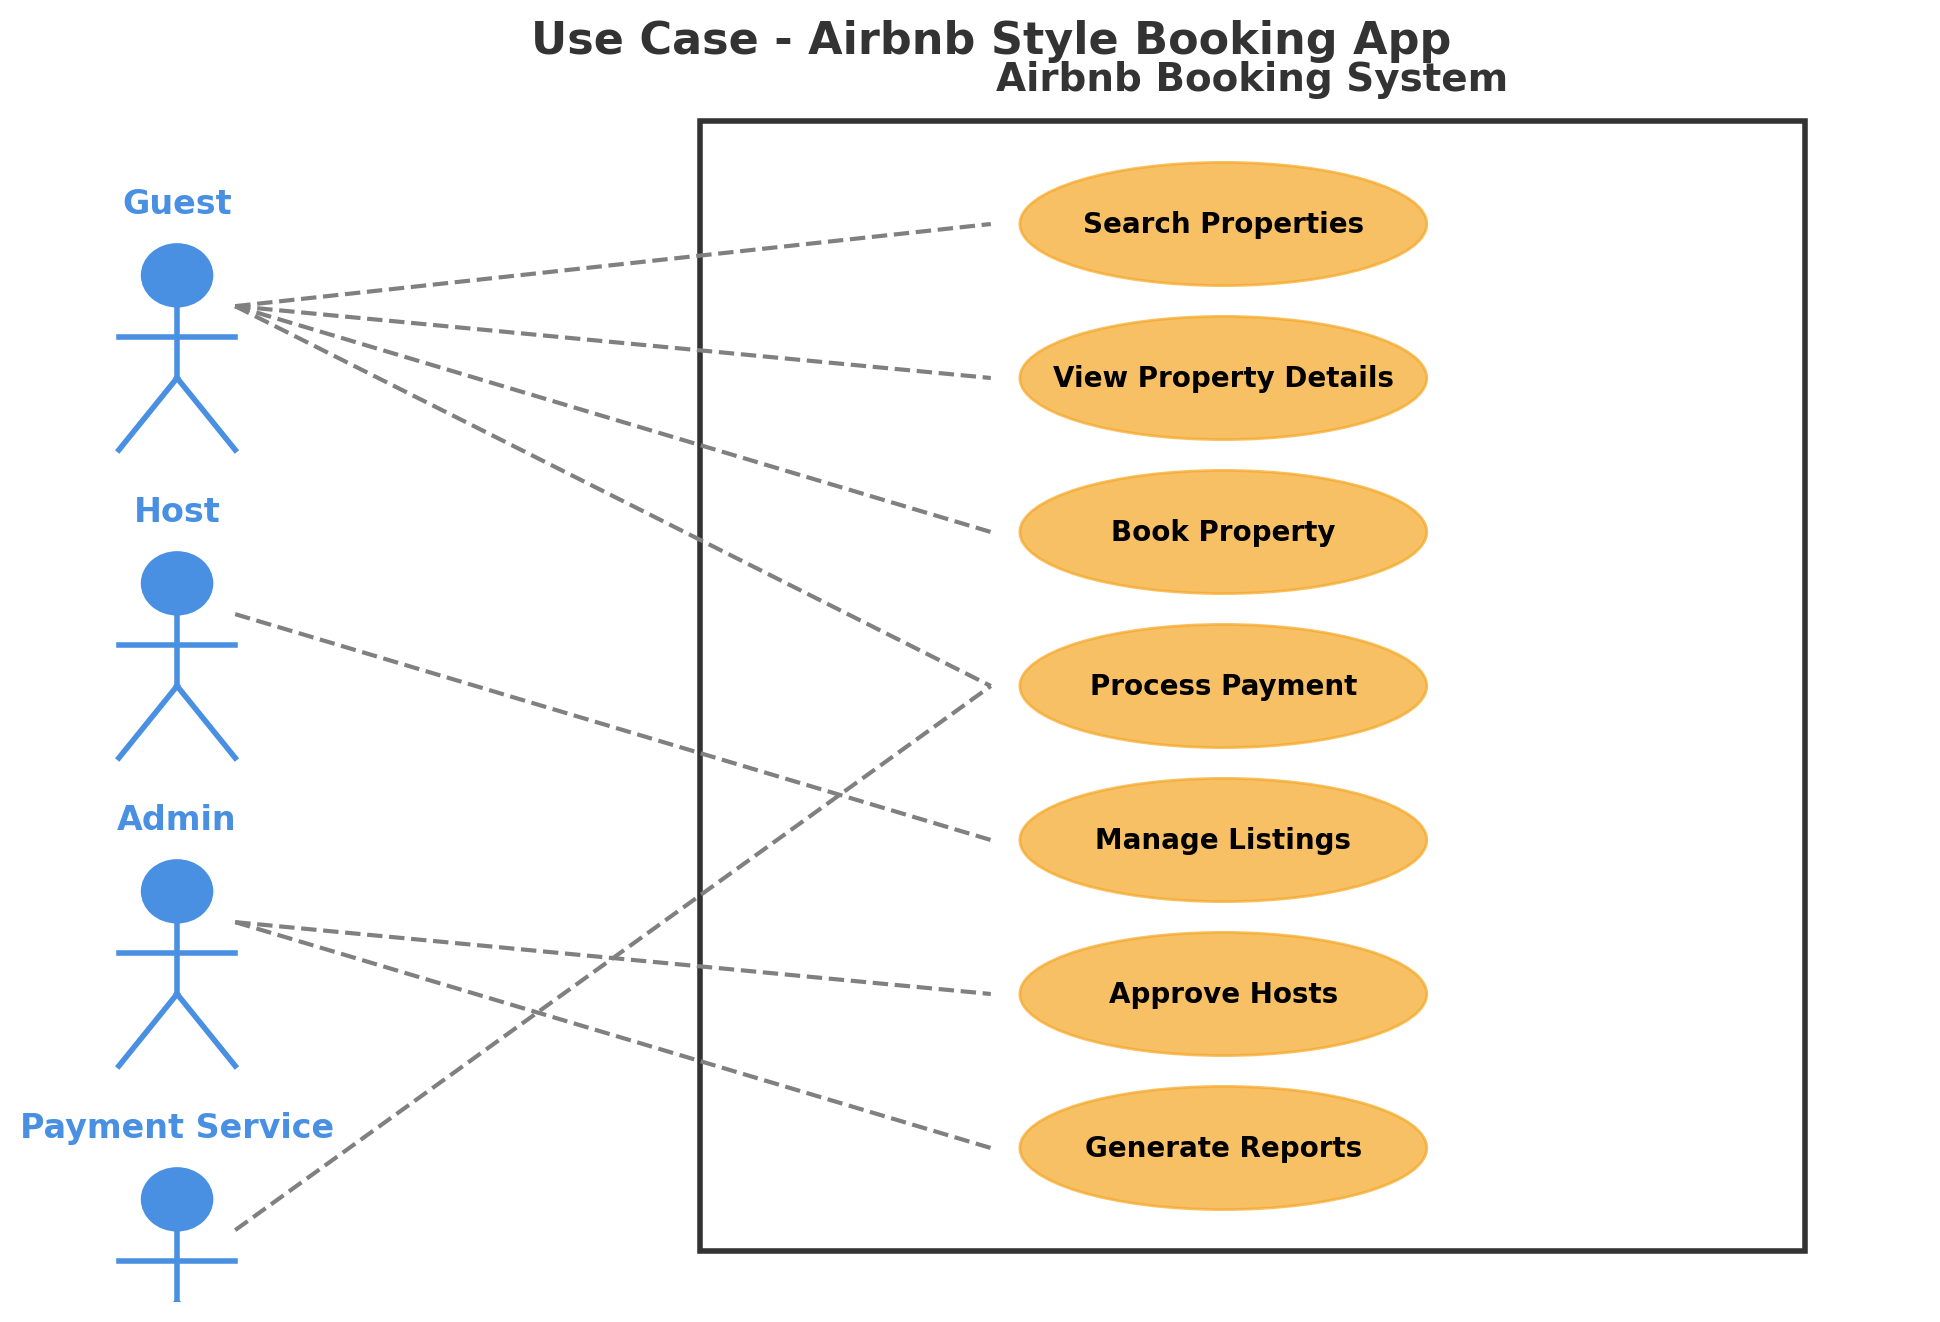 Use Case - Airbnb Style Booking App
Airbnb Booking System
Guest
Host
Admin
Payment Service
Search Properties
View Property Details
Book Property
Process Payment
Manage Listings
Approve Hosts
Generate Reports